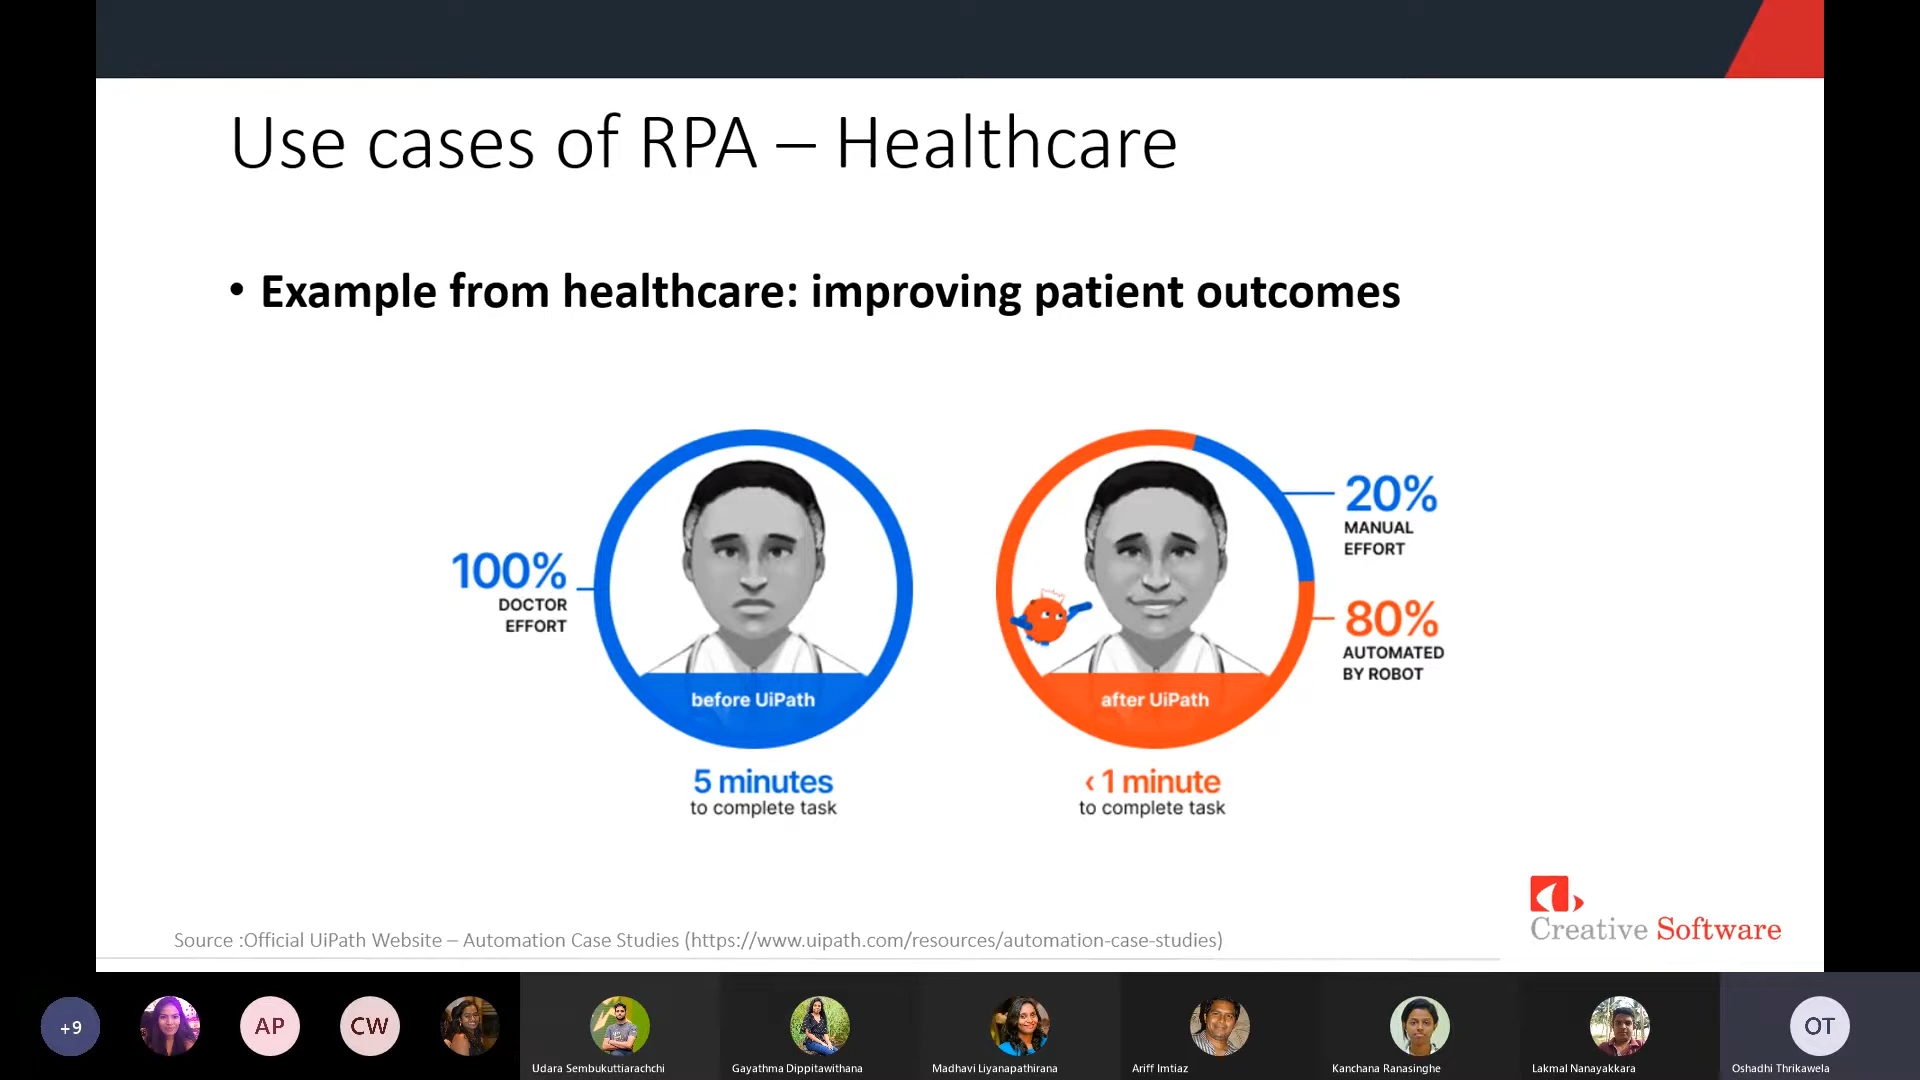 Use cases of RPA – Healthcare
• Example from healthcare: improving patient outcomes
100%
DOCTOR
EFFORT
before UiPath
5 minutes
to complete task
20%
MANUAL
EFFORT
80%
AUTOMATED
BY ROBOT
after UiPath
‹ 1 minute
to complete task
Source :Official UiPath Website – Automation Case Studies (https://www.uipath.com/resources/automation-case-studies)
Creative Software
+9
AP
CW
OT
Udara Sembukuttiarachchi
Gayathma Dippitawithana
Madhavi Liyanapathirana
Ariff Imtiaz
Kanchana Ranasinghe
Lakmal Nanayakkara
Oshadhi Thrikawela